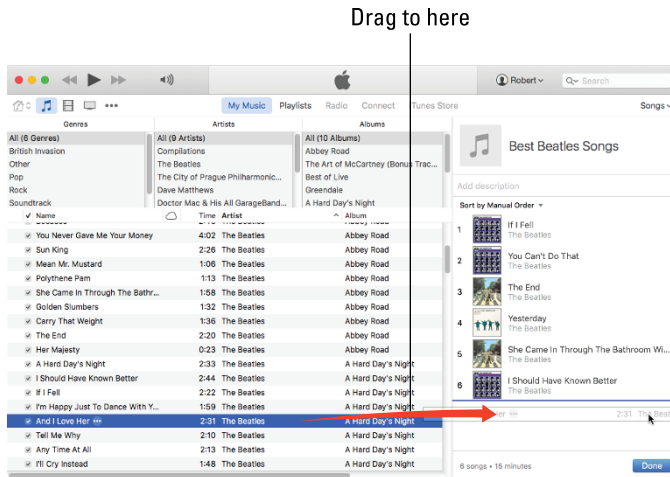 Drag to here
Robert
Search
My Music Playlists Radio Connect iTunes Store Songs
Genres Artists Albums
All (6 Genres) All (9 Artists) All (10 Albums)
British Invasion Compilations Abbey Road
Other The Beatles The Art of McCartney (Bonus Trac...
Pop The City of Prague Philharmonic... Best of Live
Rock Dave Matthews Greendale
Soundtrack Doctor Mac & His All GarageBand... A Hard Day's Night
Name Time Artist Album
You Never Gave Me Your Money 4:02 The Beatles Abbey Road
Sun King 2:26 The Beatles Abbey Road
Mean Mr. Mustard 1:06 The Beatles Abbey Road
Polythene Pam 1:13 The Beatles Abbey Road
She Came In Through The Bathr... 1:58 The Beatles Abbey Road
Golden Slumbers 1:32 The Beatles Abbey Road
Carry That Weight 1:36 The Beatles Abbey Road
The End 2:20 The Beatles Abbey Road
Her Majesty 0:23 The Beatles Abbey Road
A Hard Day's Night 2:33 The Beatles A Hard Day's Night
I Should Have Known Better 2:44 The Beatles A Hard Day's Night
If I Fell 2:22 The Beatles A Hard Day's Night
I'm Happy Just To Dance With Y... 1:59 The Beatles A Hard Day's Night
And I Love Her ••• 2:31 The Beatles A Hard Day's Night
Tell Me Why 2:10 The Beatles A Hard Day's Night
Any Time At All 2:13 The Beatles A Hard Day's Night
I'll Cry Instead 1:48 The Beatles A Hard Day's Night
Best Beatles Songs
Add description
Sort by Manual Order
1 If I Fell
The Beatles
2 You Can't Do That
The Beatles
3 The End
The Beatles
4 Yesterday
The Beatles
5 She Came In Through The Bathroom Wi...
The Beatles
6 I Should Have Known Better
The Beatles
Her ••• 2:31 The Beat
6 songs • 15 minutes Done